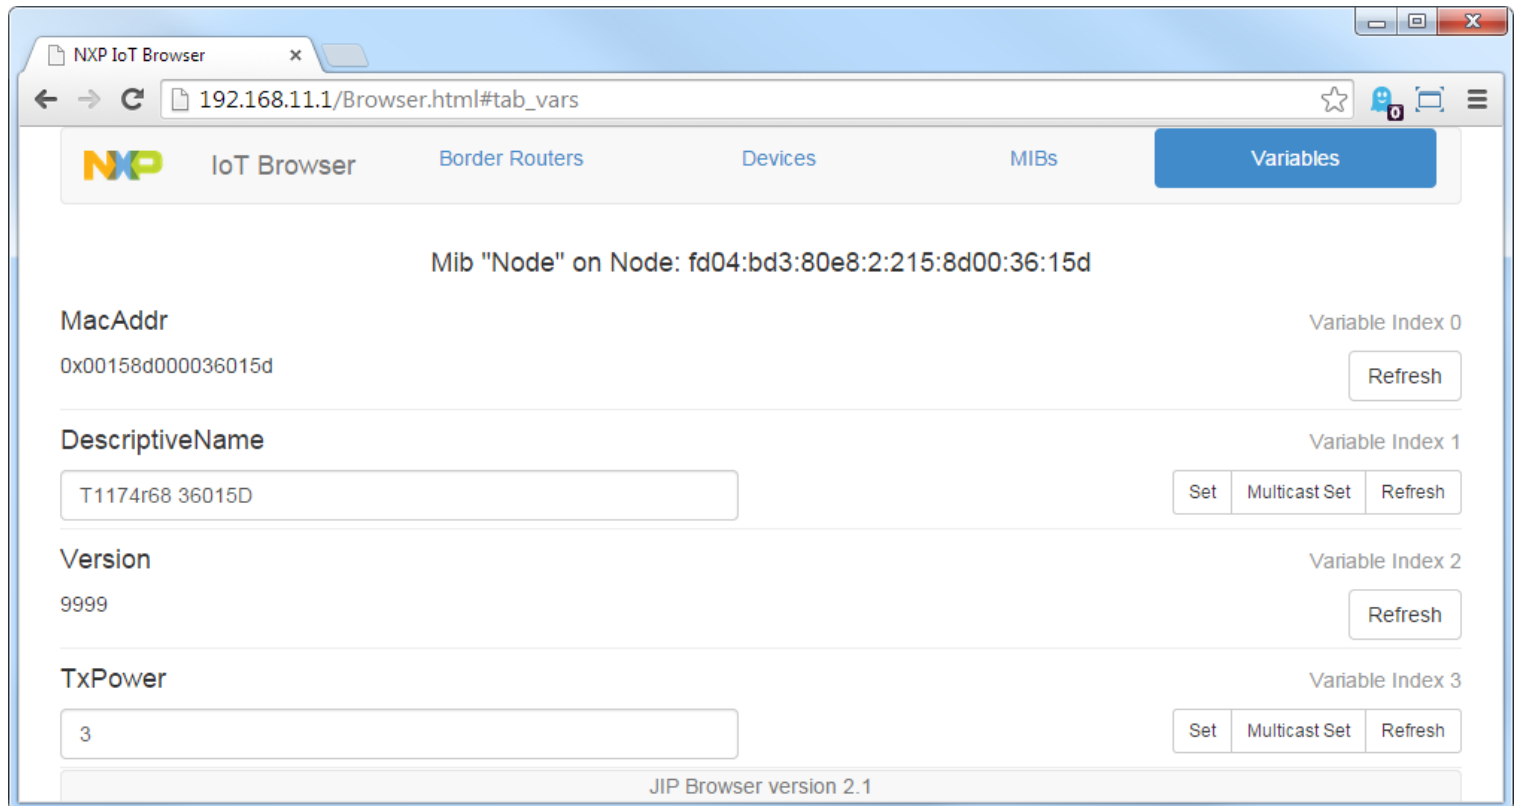 NXP IoT Browser
192.168.11.1/Browser.html#tab_vars
0
NXP IoT Browser Border Routers Devices MIBs Variables
Mib "Node" on Node: fd04:bd3:80e8:2:215:8d00:36:15d
MacAddr Variable Index 0
0x00158d000036015d
Refresh
DescriptiveName Variable Index 1
T1174r68 36015D Set Multicast Set Refresh
Version Variable Index 2
9999
Refresh
TxPower Variable Index 3
3 Set Multicast Set Refresh
JIP Browser version 2.1